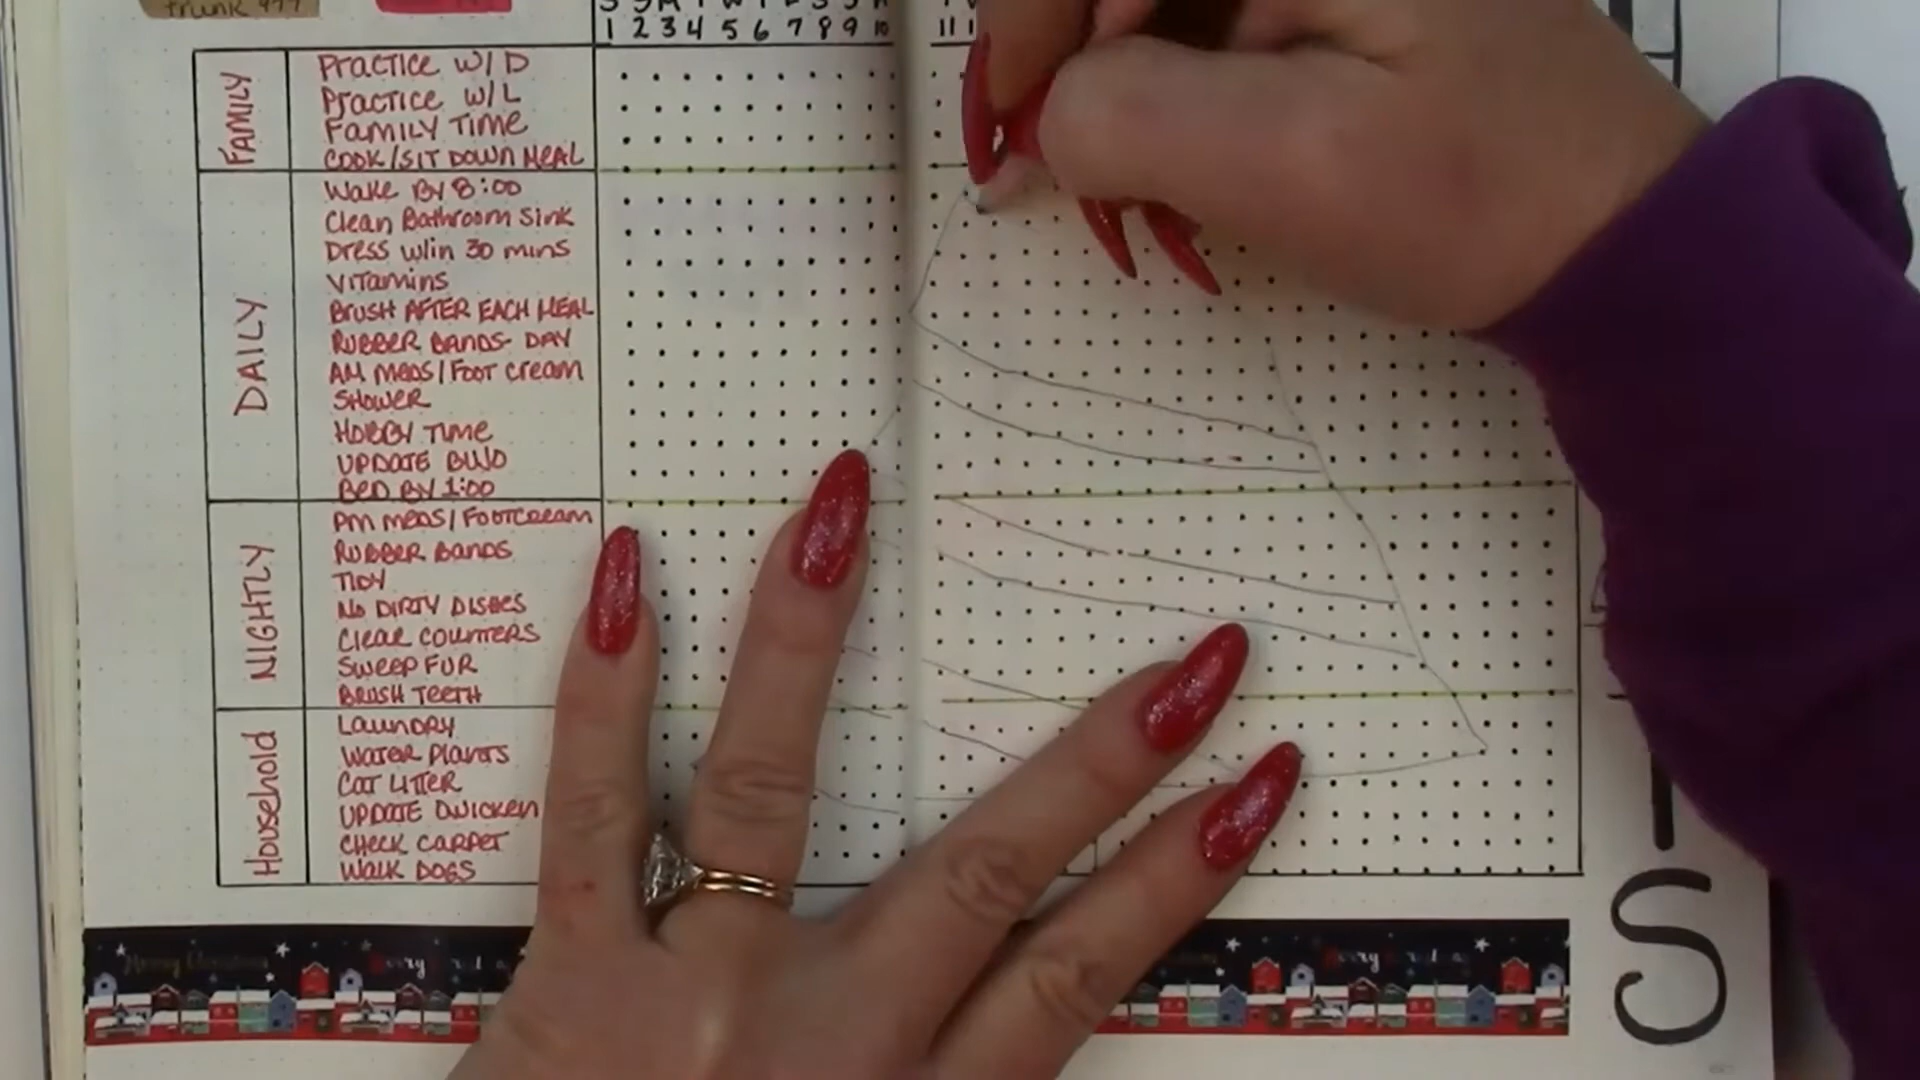 trunk
1 2 3 4 5 6 7 8 9 10 11
FAMILY
Practice w/ D
Practice w/ L
FAMILY TIME
COOK/SIT DOWN MEAL
DAILY
Wake By 8:00
Clean Bathroom Sink
Dress w/in 30 mins
VITAMINS
BRUSH AFTER EACH MEAL
RUBBER BANDS- DAY
AM MEDS/FOOT CREAM
SHOWER
HOBBY TIME
UPDATE BUJO
BED BY 1:00
NIGHTLY
PM MEDS/FOOTCREAM
RUBBER BANDS
TIDY
NO DIRTY DISHES
CLEAR COUNTERS
SWEEP FUR
BRUSH TEETH
Household
LAUNDRY
WATER PLANTS
CAT LITTER
UPDATE QUICKEN
CHECK CARPET
WALK DOGS
Merry Christmas
S